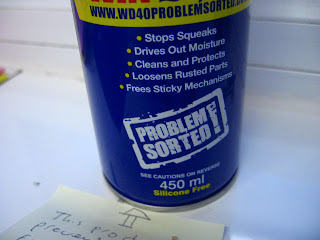 WWW.WD40PROBLEMSORTED.
• Stops Squeaks
• Drives Out Moisture
• Cleans and Protects
• Loosens Rusted Parts
• Frees Sticky Mechanisms
PROBLEM
SORTED!
SEE CAUTIONS ON REVERSE
450 ml
Silicone Free
This prod